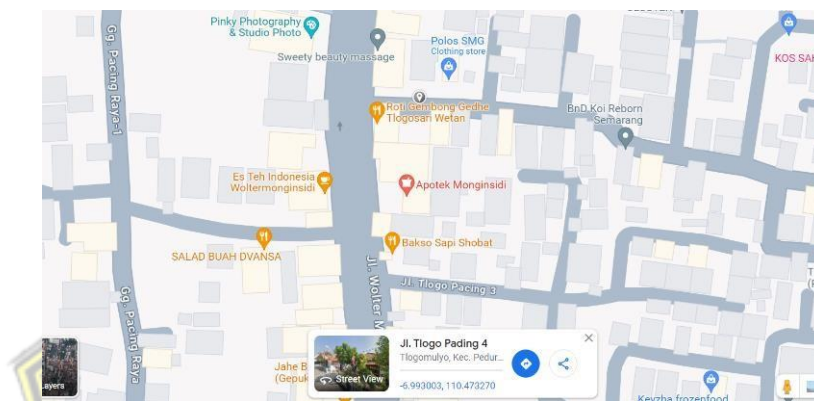 Pinky Photography
& Studio Photo
Sweety beauty massage
Polos SMG
Clothing store
KOS SAH
Gg. Pacing Raya-1
Roti Gembong Gedhe
Tlogosari Wetan
BnD Koi Reborn
Semarang
Es Teh Indonesia
Woltermonginsidi
Apotek Monginsidi
SALAD BUAH DVANSA
Bakso Sapi Shobat
Jl. Tlogo Pacing 3
Jl. Wolter M
Gg. Pacing Raya
Jahe B
(Gepuk
Jl. Tlogo Pading 4
Tlogomulyo, Kec. Pedur...
-6.993003, 110.473270
Street View
Layers
Keyzha frozenfood